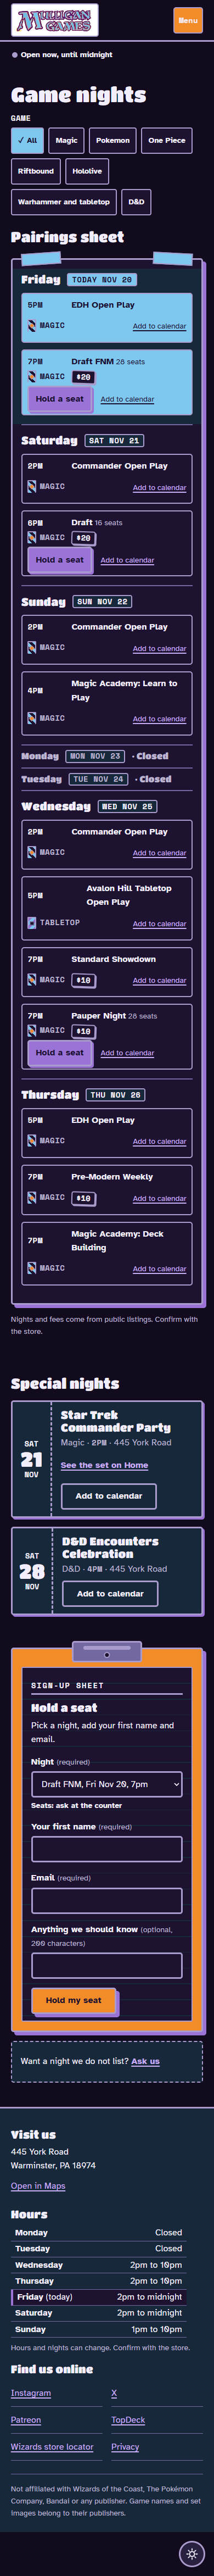 MULLIGAN
GAMES
Menu
Open now, until midnight
Game nights
GAME
✓ All
Magic
Pokemon
One Piece
Riftbound
Hololive
Warhammer and tabletop
D&D
Pairings sheet
Friday TODAY NOV 20
5PM EDH Open Play
MAGIC Add to calendar
7PM Draft FNM 28 seats
MAGIC $20
Hold a seat Add to calendar
Saturday SAT NOV 21
2PM Commander Open Play
MAGIC Add to calendar
6PM Draft 16 seats
MAGIC $20
Hold a seat Add to calendar
Sunday SUN NOV 22
2PM Commander Open Play
MAGIC Add to calendar
4PM Magic Academy: Learn to
Play
MAGIC Add to calendar
Monday MON NOV 23 · Closed
Tuesday TUE NOV 24 · Closed
Wednesday WED NOV 25
2PM Commander Open Play
MAGIC Add to calendar
5PM Avalon Hill Tabletop
Open Play
TABLETOP Add to calendar
7PM Standard Showdown
MAGIC $10 Add to calendar
7PM Pauper Night 28 seats
MAGIC $10
Hold a seat Add to calendar
Thursday THU NOV 26
5PM EDH Open Play
MAGIC Add to calendar
7PM Pre-Modern Weekly
MAGIC $10 Add to calendar
7PM Magic Academy: Deck
Building
MAGIC Add to calendar
Nights and fees come from public listings. Confirm with
the store.
Special nights
SAT
21
NOV
Star Trek
Commander Party
Magic · 2PM · 445 York Road
See the set on Home
Add to calendar
SAT
28
NOV
D&D Encounters
Celebration
D&D · 4PM · 445 York Road
Add to calendar
SIGN-UP SHEET
Hold a seat
Pick a night, add your first name and
email.
Night (required)
Draft FNM, Fri Nov 20, 7pm
Seats: ask at the counter
Your first name (required)
Email (required)
Anything we should know (optional,
200 characters)
Hold my seat
Want a night we do not list? Ask us
Visit us
445 York Road
Warminster, PA 18974
Open in Maps
Hours
Monday Closed
Tuesday Closed
Wednesday 2pm to 10pm
Thursday 2pm to 10pm
Friday (today) 2pm to midnight
Saturday 2pm to midnight
Sunday 1pm to 10pm
Hours and nights can change. Confirm with the store.
Find us online
Instagram X
Patreon TopDeck
Wizards store locator Privacy
Not affiliated with Wizards of the Coast, The Pokémon
Company, Bandai or any publisher. Game names and set
images belong to their publishers.